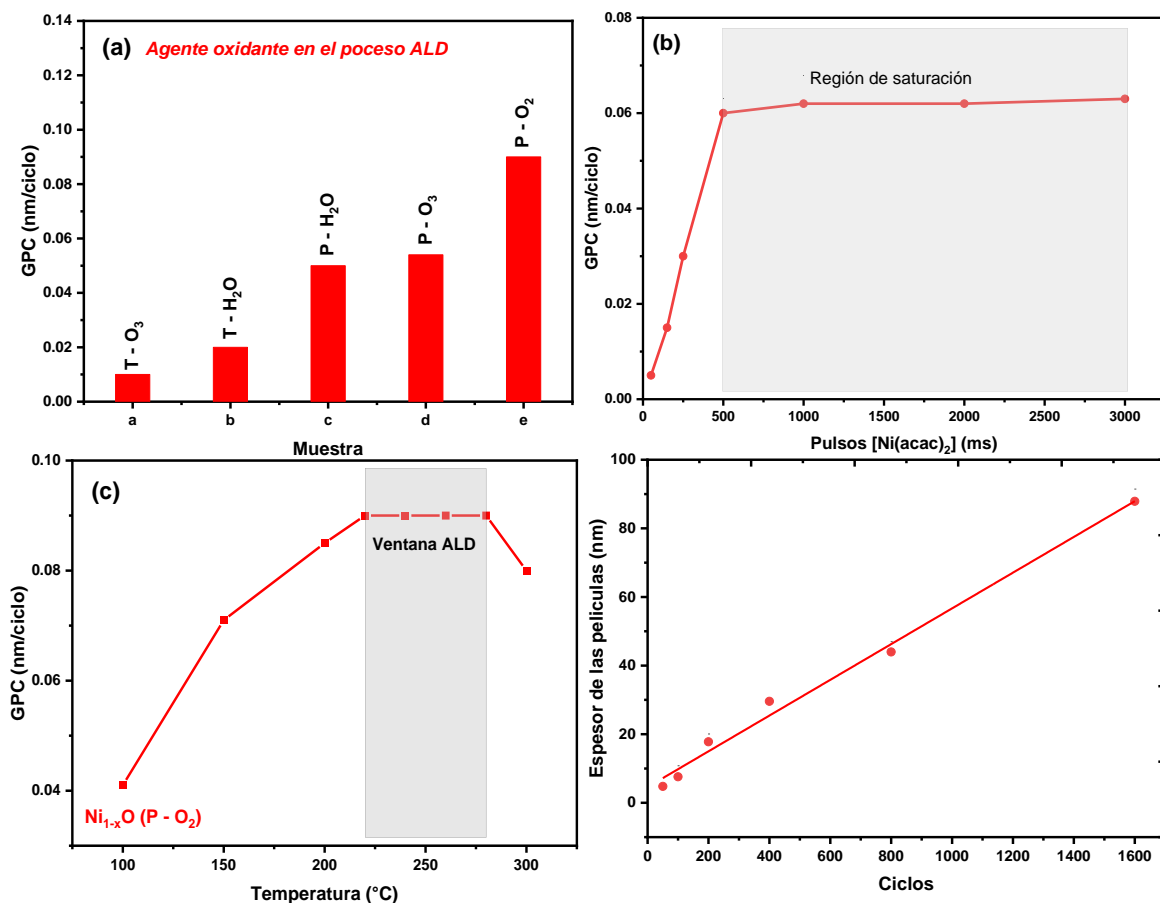 (a) Agente oxidante en el poceso ALD
GPC (nm/ciclo)
0.14
0.12
0.10
0.08
0.06
0.04
0.02
0.00
T - O₃
T - H₂O
P - H₂O
P - O₃
P - O₂
a b c d e
Muestra
(b)
Región de saturación
GPC (nm/ciclo)
0.08
0.06
0.04
0.02
0.00
0 500 1000 1500 2000 2500 3000
Pulsos [Ni(acac)₂] (ms)
(c)
Ventana ALD
GPC (nm/ciclo)
0.10
0.08
0.06
0.04
Ni₁₋ₓO (P - O₂)
100 150 200 250 300
Temperatura (°C)
Espesor de las peliculas (nm)
100
80
60
40
20
0
0 200 400 600 800 1000 1200 1400 1600
Ciclos